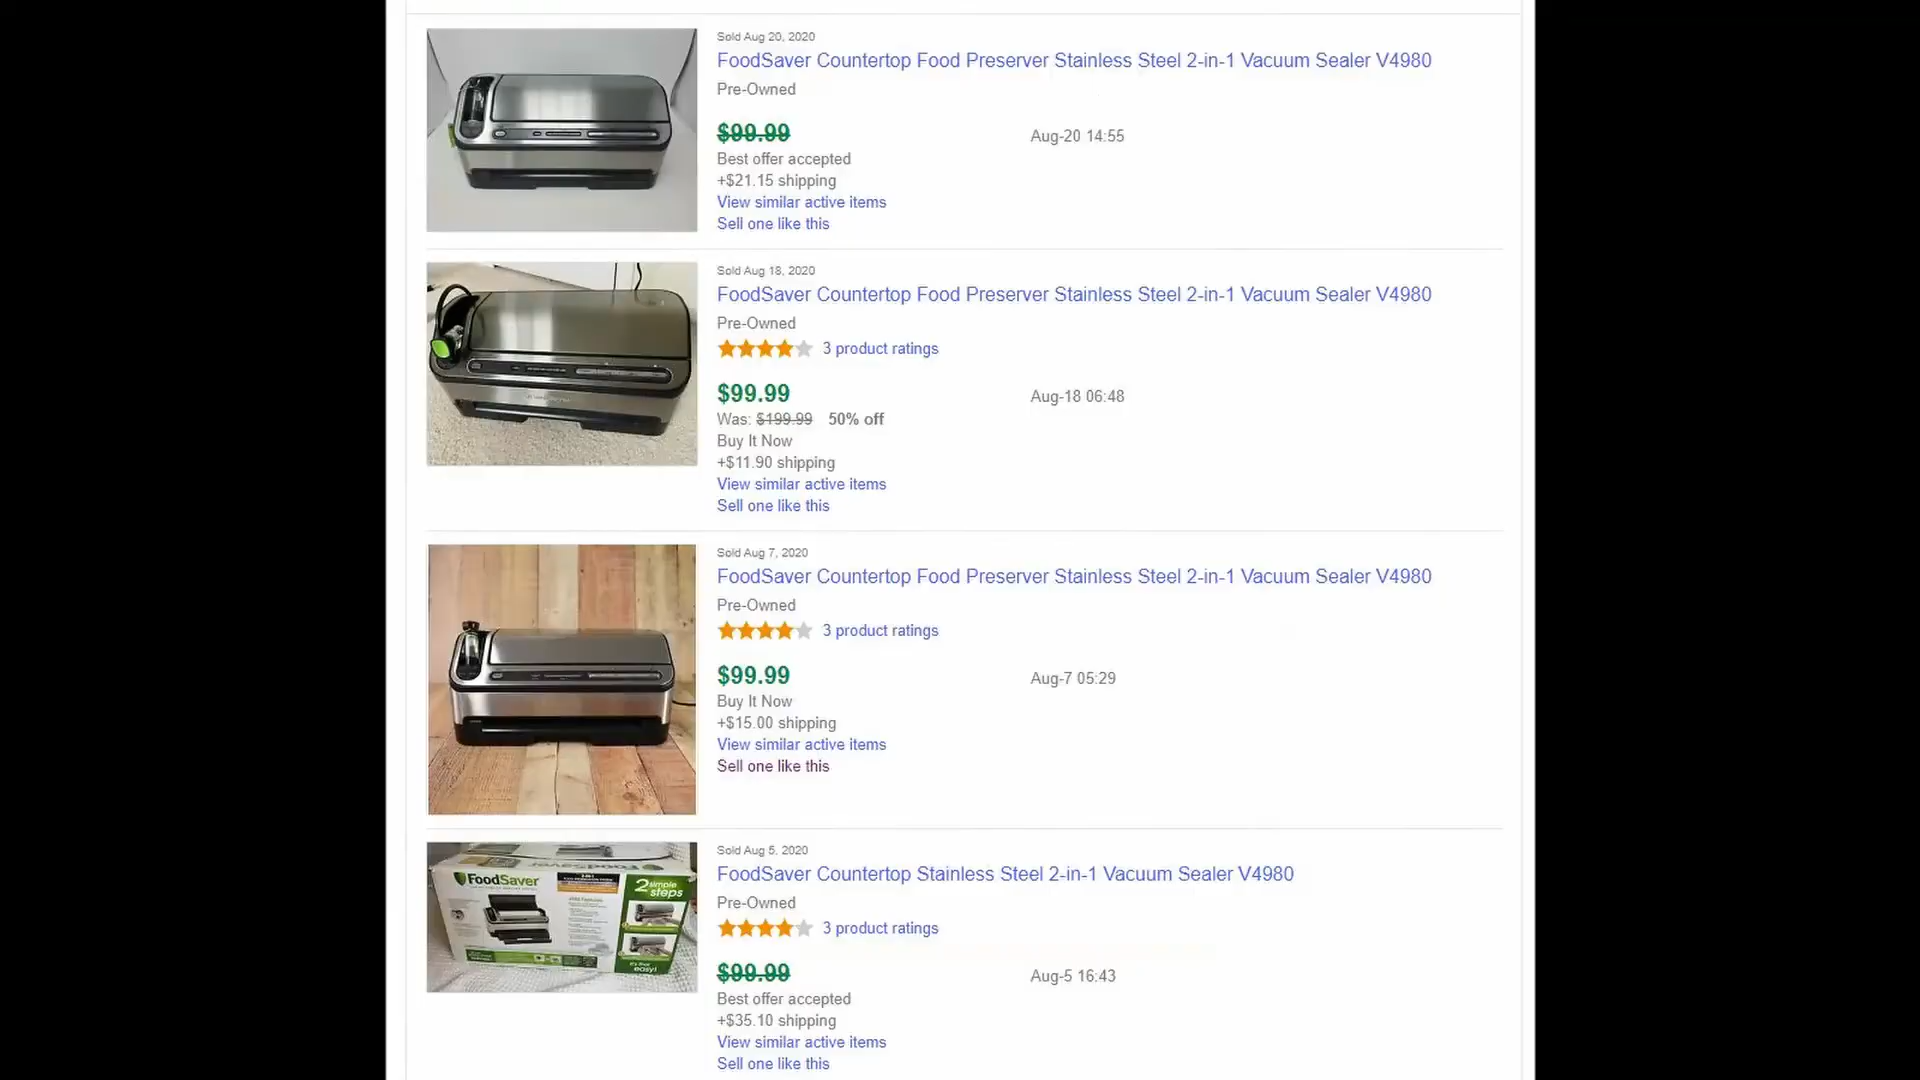 Sold Aug 20, 2020
FoodSaver Countertop Food Preserver Stainless Steel 2-in-1 Vacuum Sealer V4980
Pre-Owned
$99.99
Aug-20 14:55
Best offer accepted
+$21.15 shipping
View similar active items
Sell one like this
Sold Aug 18, 2020
FoodSaver Countertop Food Preserver Stainless Steel 2-in-1 Vacuum Sealer V4980
Pre-Owned
3 product ratings
$99.99
Aug-18 06:48
Was: $199.99 50% off
Buy It Now
+$11.90 shipping
View similar active items
Sell one like this
Sold Aug 7, 2020
FoodSaver Countertop Food Preserver Stainless Steel 2-in-1 Vacuum Sealer V4980
Pre-Owned
3 product ratings
$99.99
Aug-7 05:29
Buy It Now
+$15.00 shipping
View similar active items
Sell one like this
FoodSaver
2 simple
steps
it's that
easy!
Sold Aug 5, 2020
FoodSaver Countertop Stainless Steel 2-in-1 Vacuum Sealer V4980
Pre-Owned
3 product ratings
$99.99
Aug-5 16:43
Best offer accepted
+$35.10 shipping
View similar active items
Sell one like this